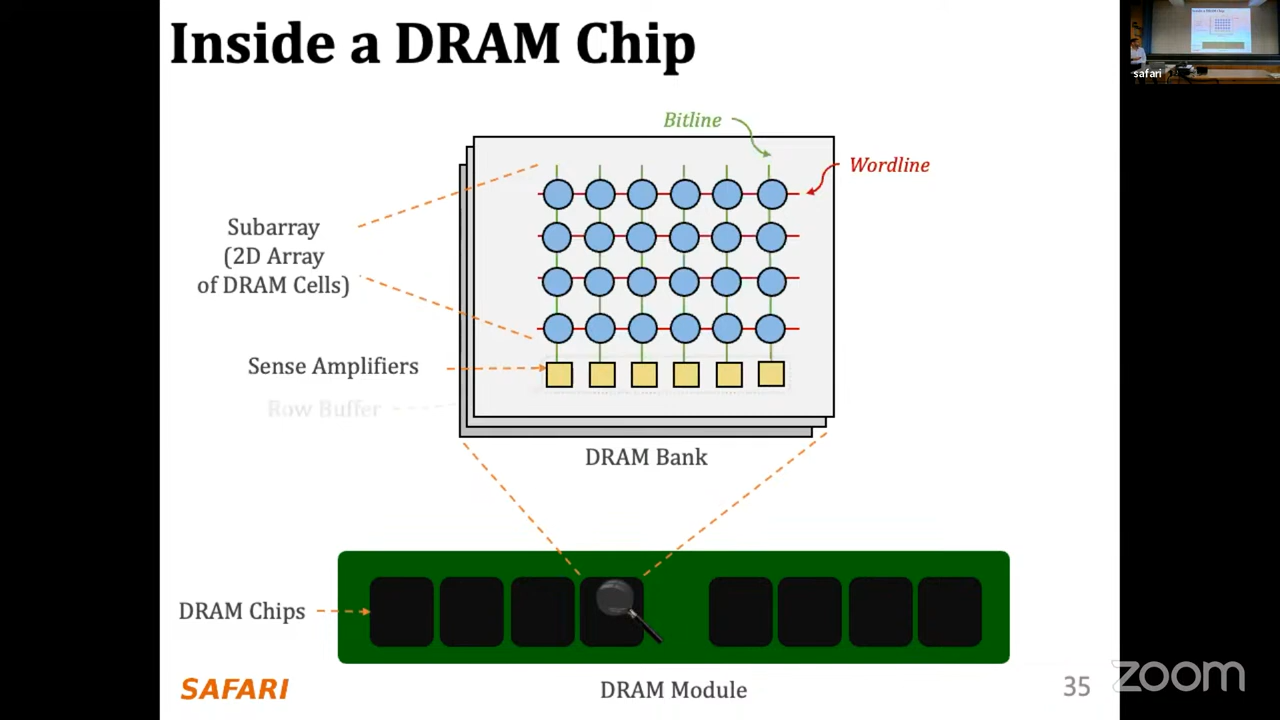 Inside a DRAM Chip
safari
Bitline
Wordline
Subarray
(2D Array
of DRAM Cells)
Sense Amplifiers
Row Buffer
DRAM Bank
DRAM Chips
SAFARI
DRAM Module
35
zoom